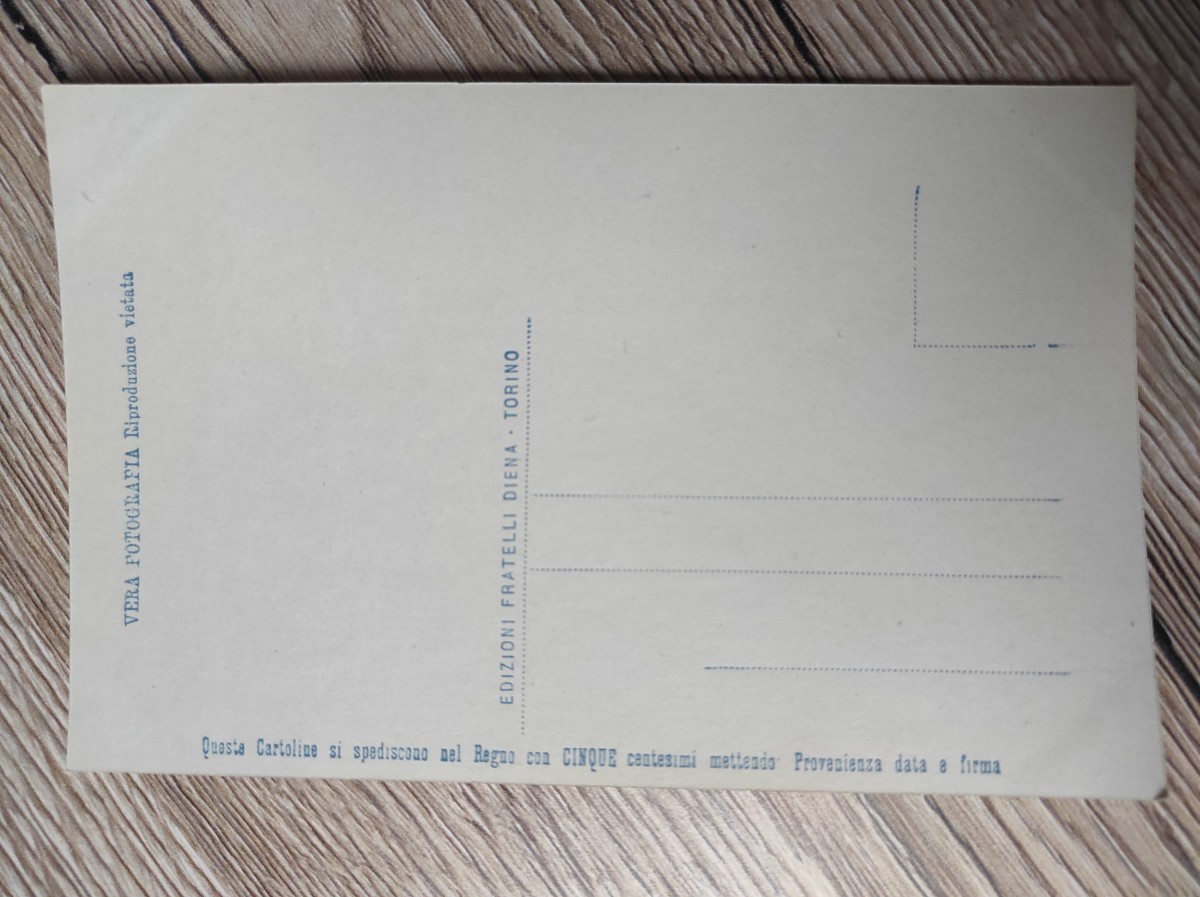 VERA FOTOGRAFIA Riproduzione vietata
EDIZIONI FRATELLI DIENA - TORINO
Queste Cartoline si spediscono nel Regno con CINQUE centesimi mettendo Provenienza data e firma